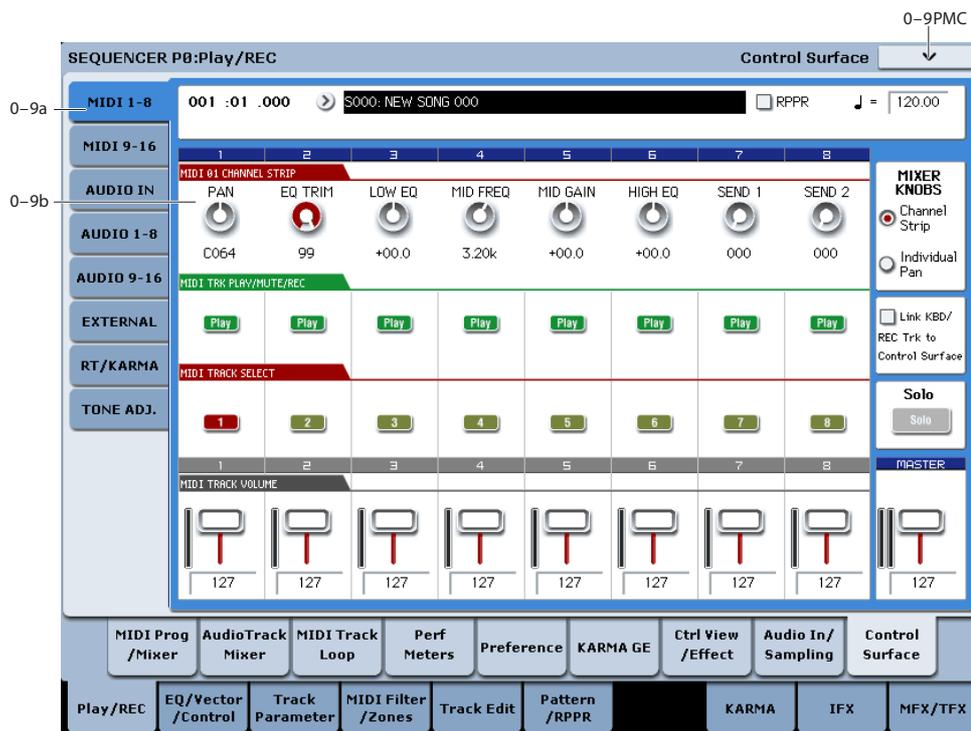 0–9PMC
SEQUENCER P0:Play/REC
Control Surface
0–9a
MIDI 1-8
001 :01 .000
S000: NEW SONG 000
RPPR
♩ = 120.00
MIDI 9-16
1 2 3 4 5 6 7 8
MIDI 01 CHANNEL STRIP
MIXER KNOBS
0–9b
AUDIO IN
PAN EQ TRIM LOW EQ MID FREQ MID GAIN HIGH EQ SEND 1 SEND 2
Channel Strip
AUDIO 1-8
C064 99 +00.0 3.20k +00.0 +00.0 000 000
Individual Pan
AUDIO 9-16
MIDI TRK PLAY/MUTE/REC
EXTERNAL
Play Play Play Play Play Play Play Play
Link KBD/
REC Trk to
Control Surface
RT/KARMA
MIDI TRACK SELECT
TONE ADJ.
Solo
1 2 3 4 5 6 7 8
Solo
1 2 3 4 5 6 7 8
MASTER
MIDI TRACK VOLUME
127 127 127 127 127 127 127 127 127
MIDI Prog /Mixer
AudioTrack Mixer
MIDI Track Loop
Perf Meters
Preference
KARMA GE
Ctrl View /Effect
Audio In/ Sampling
Control Surface
Play/REC
EQ/Vector /Control
Track Parameter
MIDI Filter /Zones
Track Edit
Pattern /RPPR
KARMA
IFX
MFX/TFX